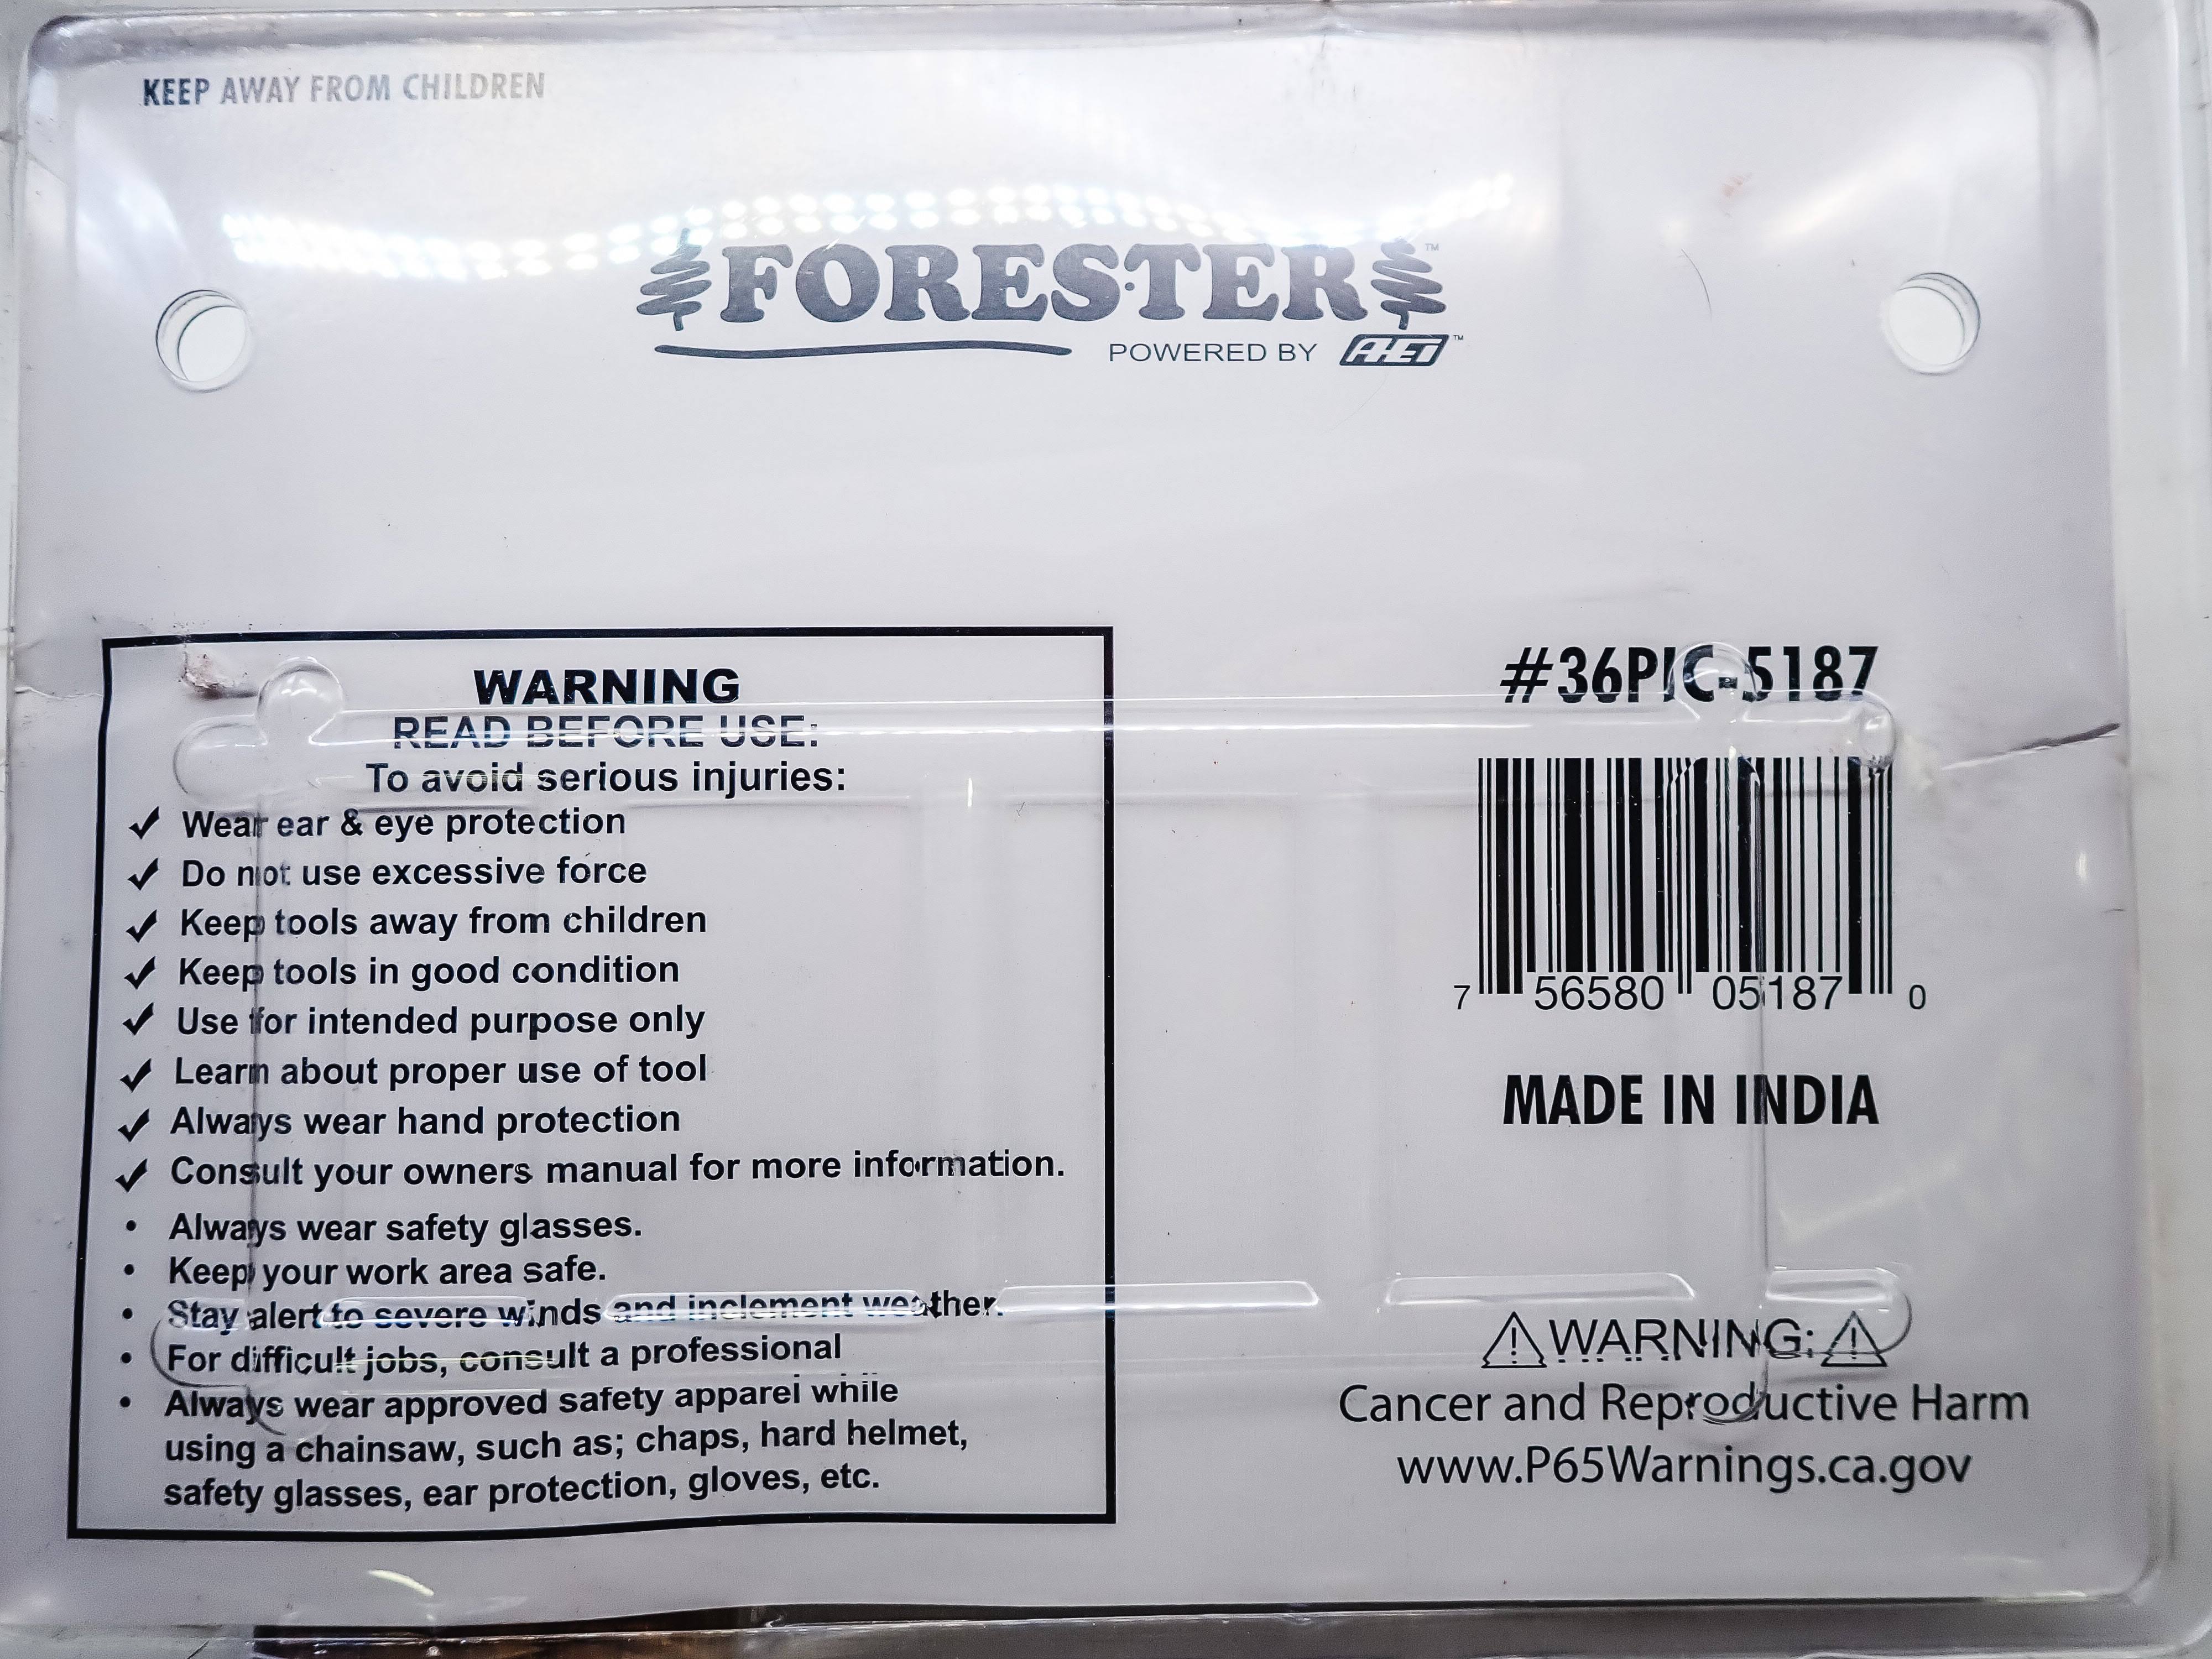 KEEP AWAY FROM CHILDREN
FORESTER™
POWERED BY AHEi™
WARNING
READ BEFORE USE:
To avoid serious injuries:
✓ Wear ear & eye protection
✓ Do not use excessive force
✓ Keep tools away from children
✓ Keep tools in good condition
✓ Use for intended purpose only
✓ Learn about proper use of tool
✓ Always wear hand protection
✓ Consult your owners manual for more information.
• Always wear safety glasses.
• Keep your work area safe.
• Stay alert to severe winds and inclement weather.
• For difficult jobs, consult a professional
• Always wear approved safety apparel while
using a chainsaw, such as; chaps, hard helmet,
safety glasses, ear protection, gloves, etc.
#36PIC-5187
7 56580 05187 0
MADE IN INDIA
⚠WARNING:⚠
Cancer and Reproductive Harm
www.P65Warnings.ca.gov